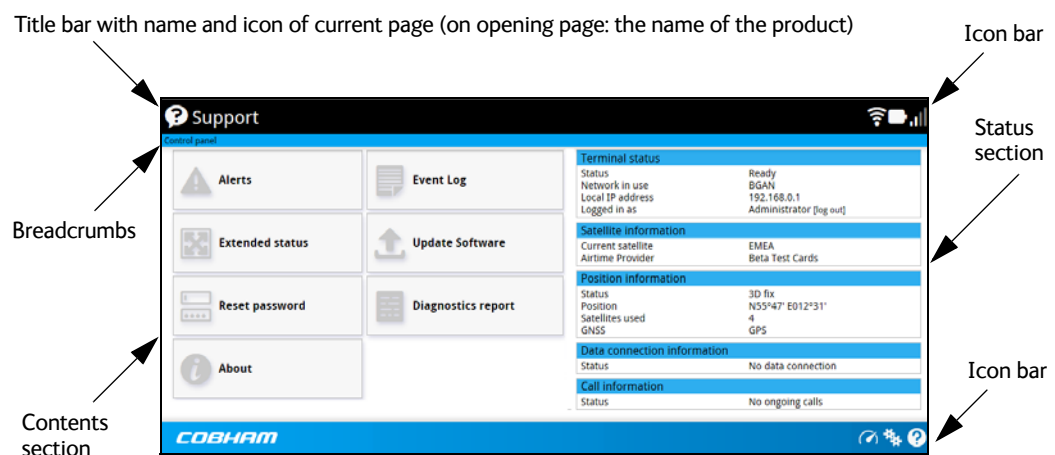 Title bar with name and icon of current page (on opening page: the name of the product)
Icon bar
Support
Control panel
Status
section
Breadcrumbs
Alerts
Event Log
Extended status
Update Software
Reset password
Diagnostics report
About
Terminal status
Status Ready
Network in use BGAN
Local IP address 192.168.0.1
Logged in as Administrator [log out]
Satellite information
Current satellite EMEA
Airtime Provider Beta Test Cards
Position information
Status 3D fix
Position N55°47' E012°31'
Satellites used 4
GNSS GPS
Data connection information
Status No data connection
Call information
Status No ongoing calls
Icon bar
Contents
section
COBHAM